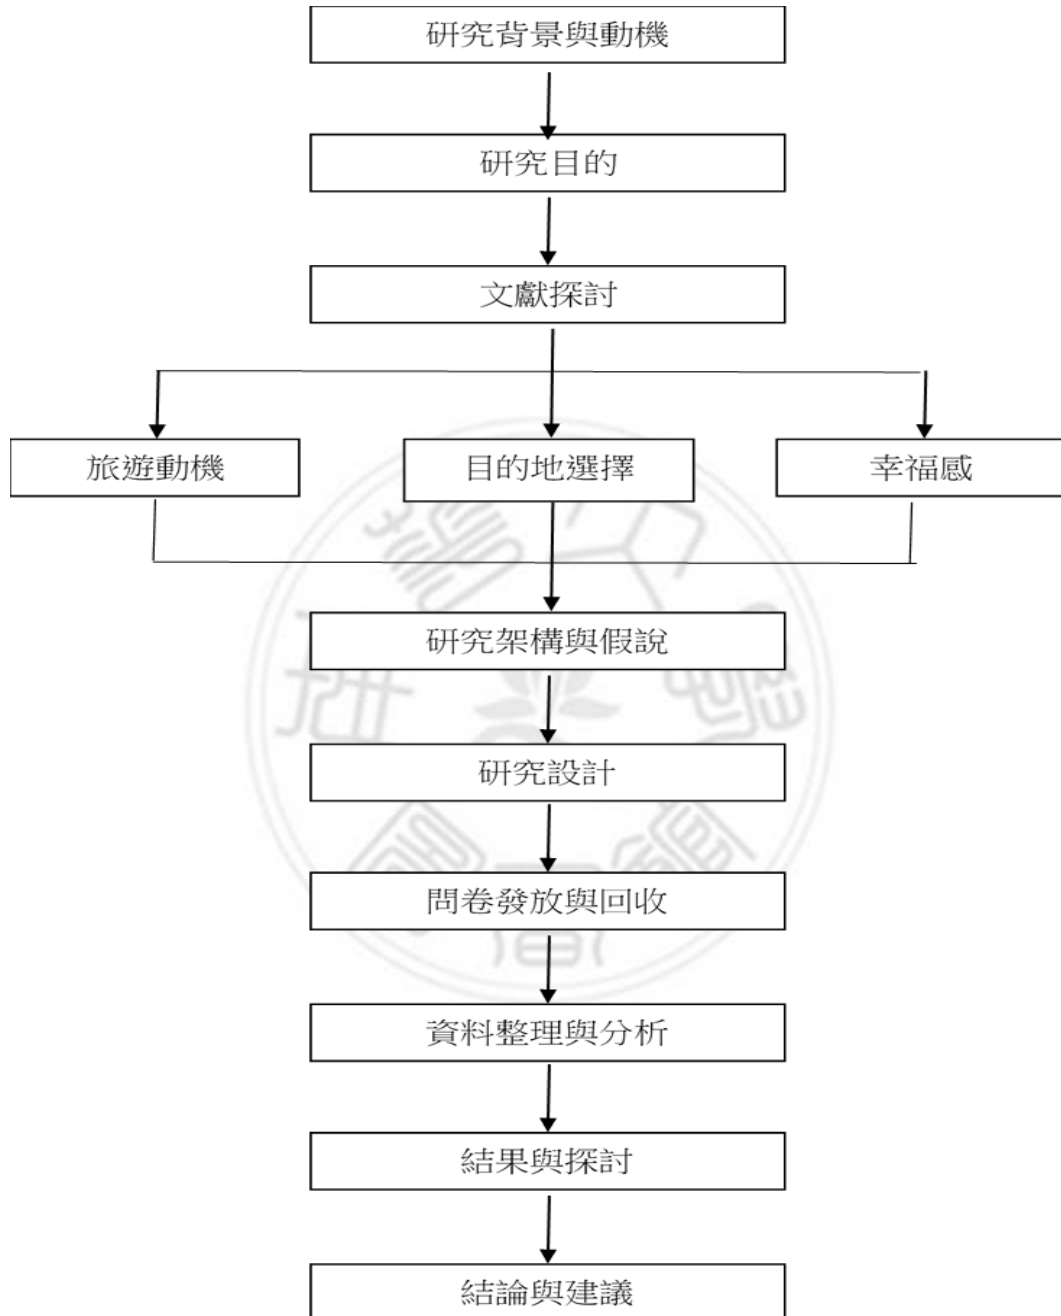 研究背景與動機
研究目的
文獻探討
旅遊動機
目的地選擇
幸福感
研究架構與假說
研究設計
問卷發放與回收
資料整理與分析
結果與探討
結論與建議